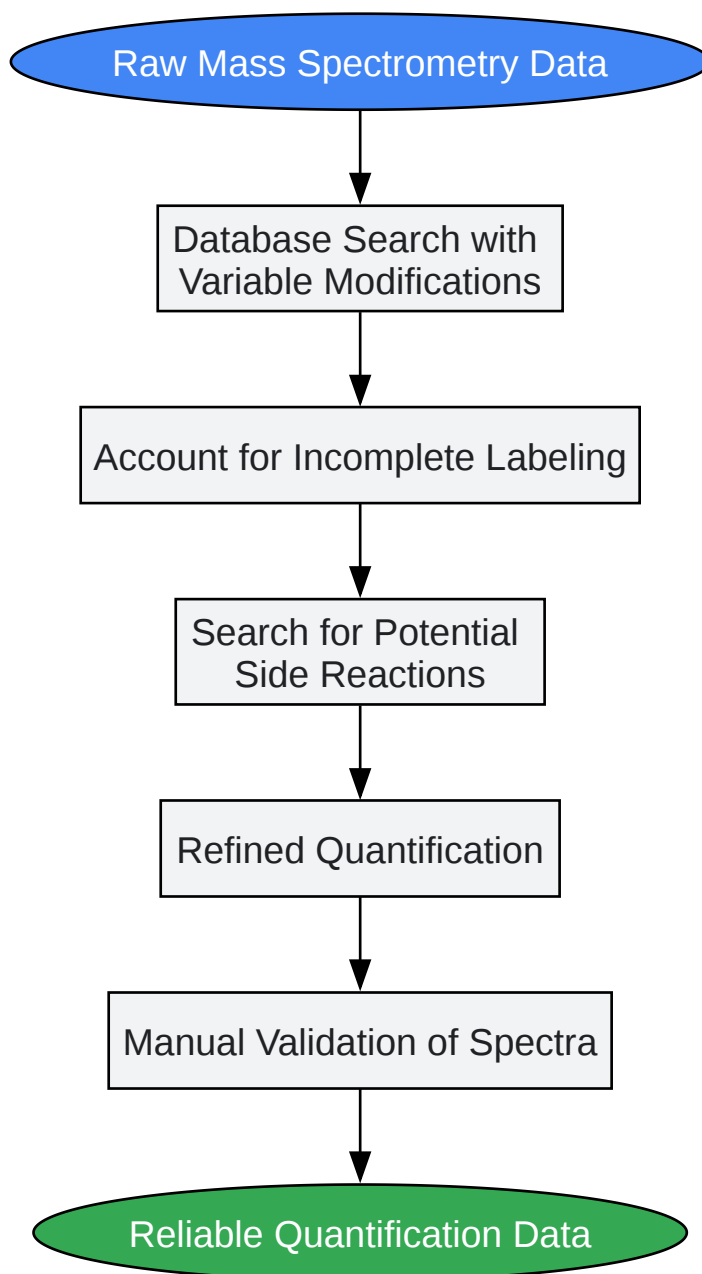 Raw Mass Spectrometry Data
Database Search with
Variable Modifications
Account for Incomplete Labeling
Search for Potential
Side Reactions
Refined Quantification
Manual Validation of Spectra
Reliable Quantification Data